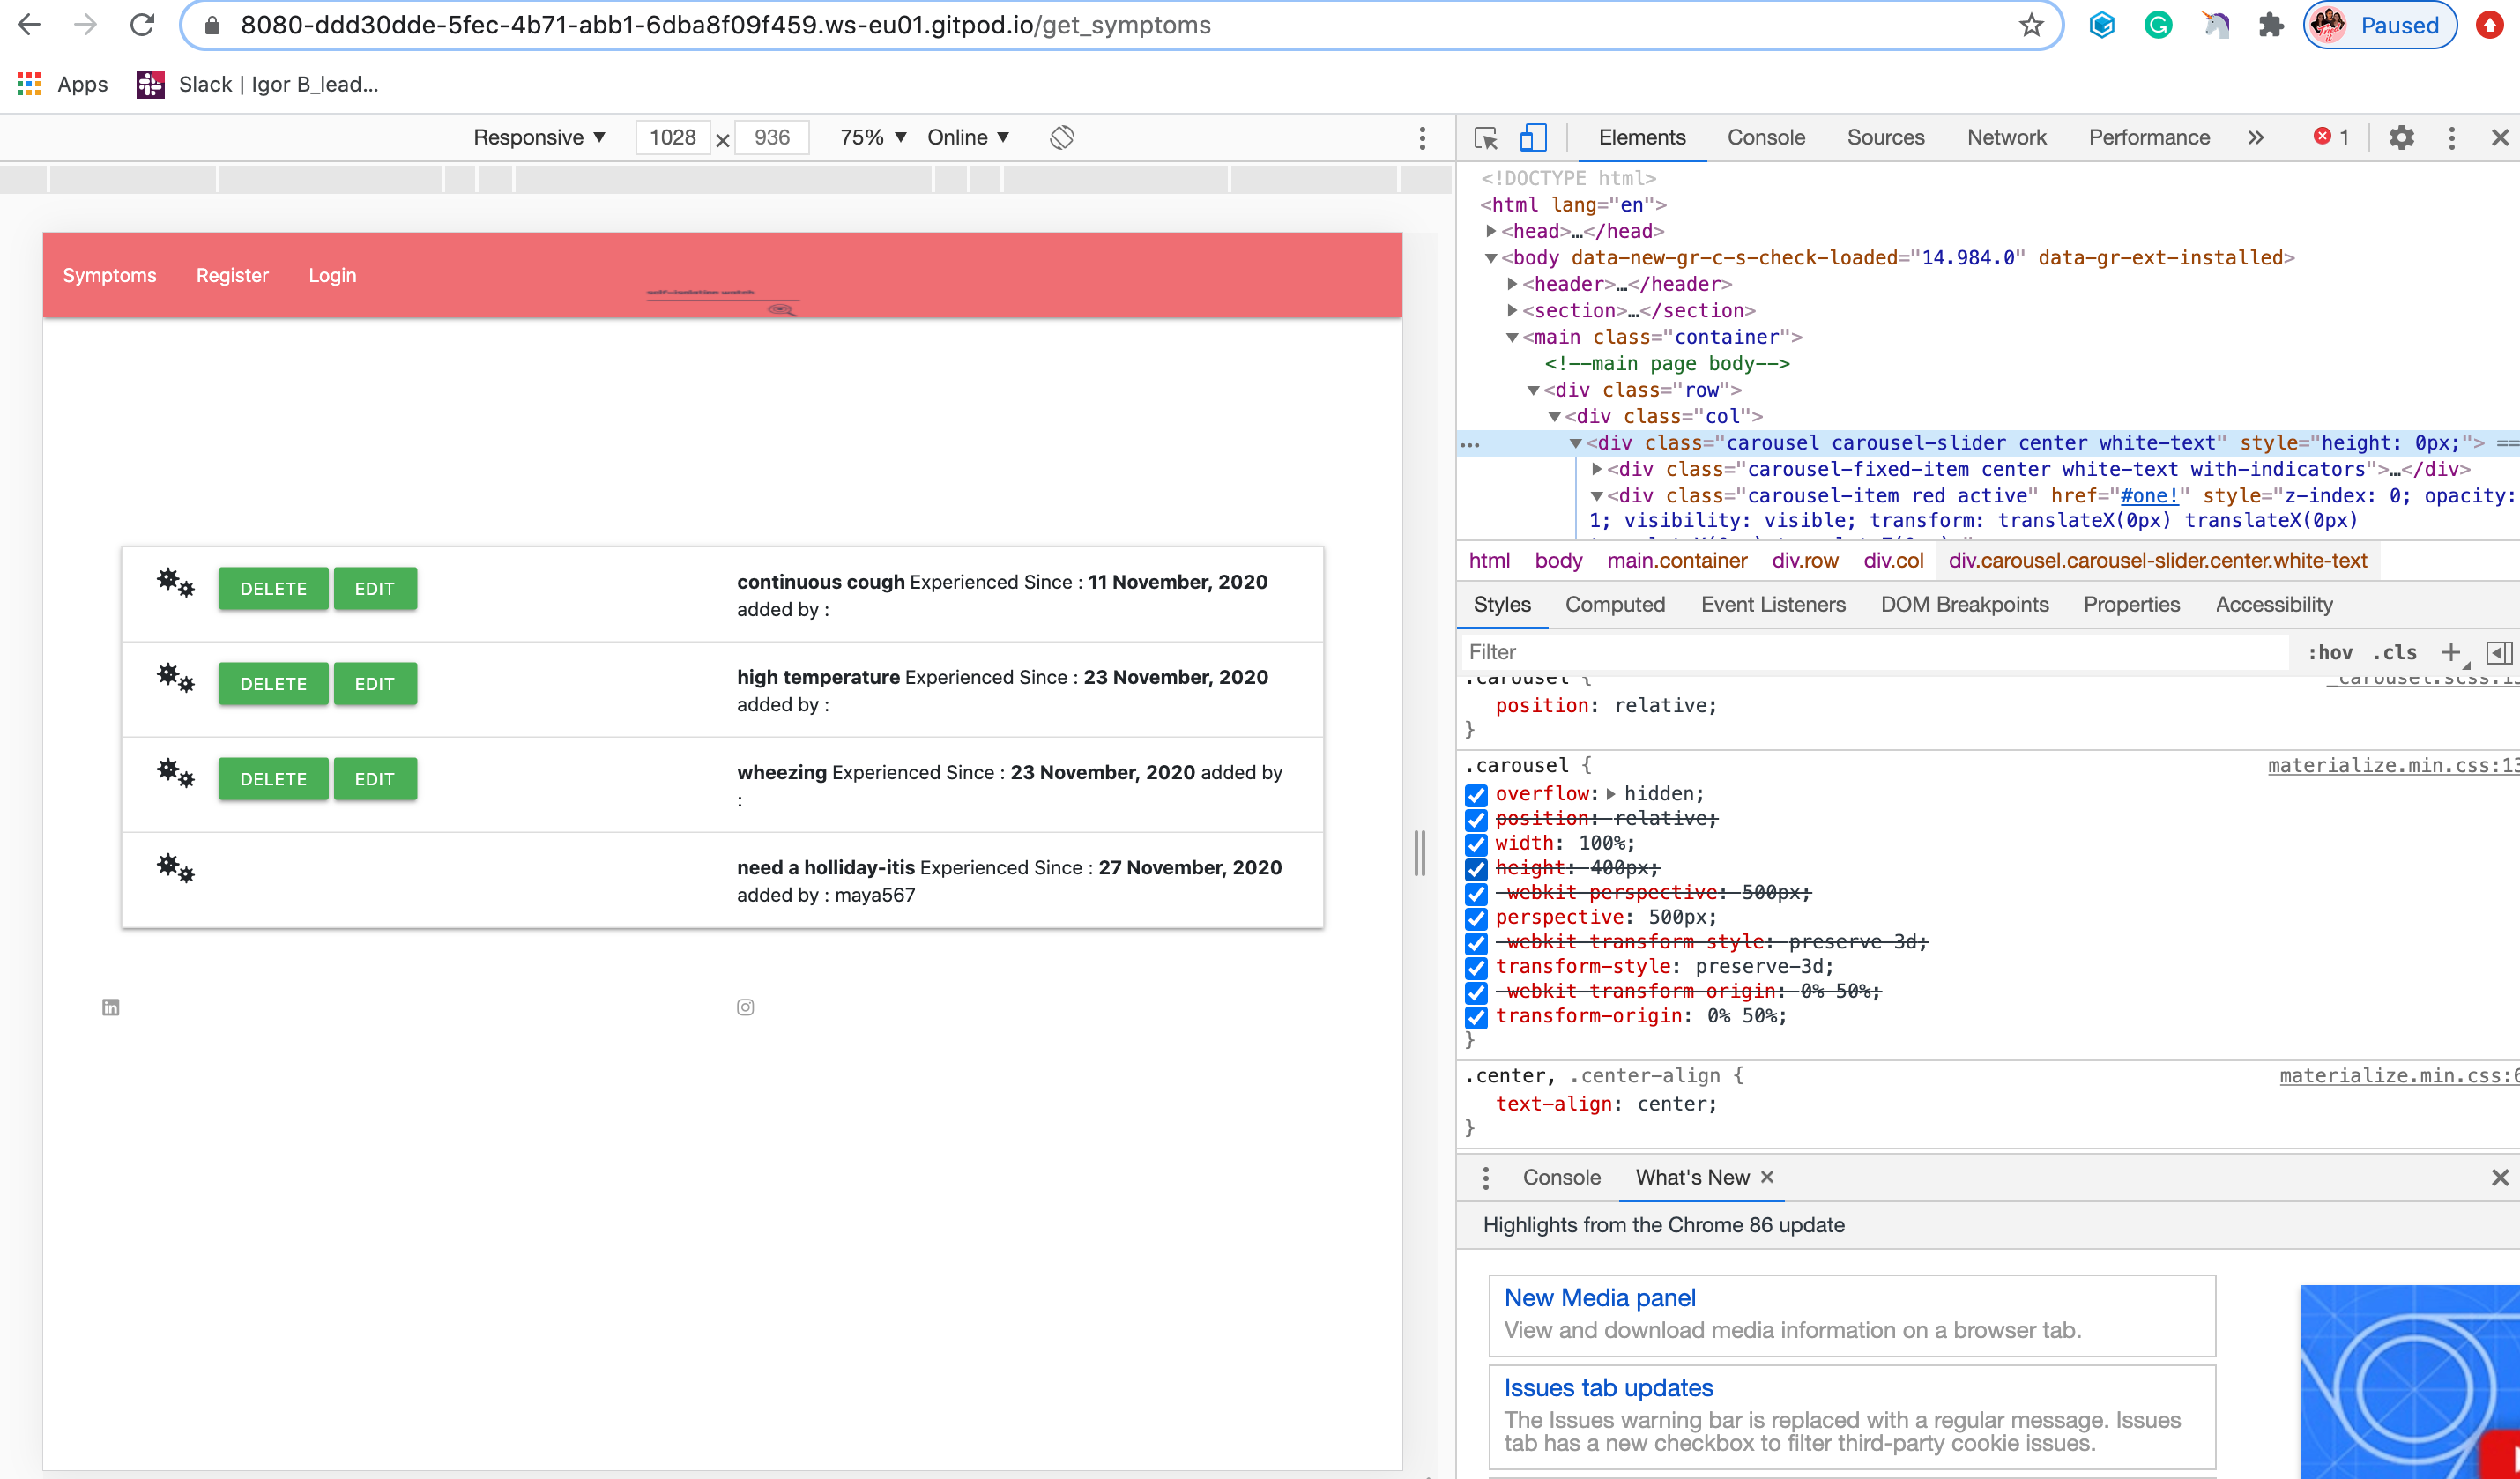 8080-ddd30dde-5fec-4b71-abb1-6dba8f09f459.ws-eu01.gitpod.io/get_symptoms
Paused
Apps
Slack | Igor B_lead...
Responsive ▼ 1028 × 936 75% ▼ Online ▼
Elements Console Sources Network Performance » 1
Symptoms Register Login
self-isolation watch
DELETE EDIT
continuous cough Experienced Since : 11 November, 2020
added by :
DELETE EDIT
high temperature Experienced Since : 23 November, 2020
added by :
DELETE EDIT
wheezing Experienced Since : 23 November, 2020 added by
:
need a holliday-itis Experienced Since : 27 November, 2020
added by : maya567
<!DOCTYPE html>
<html lang="en">
▶<head>…</head>
▼<body data-new-gr-c-s-check-loaded="14.984.0" data-gr-ext-installed>
▶<header>…</header>
▶<section>…</section>
▼<main class="container">
<!--main page body-->
▼<div class="row">
▼<div class="col">
… ▼<div class="carousel carousel-slider center white-text" style="height: 0px;"> ==
▶<div class="carousel-fixed-item center white-text with-indicators">…</div>
▼<div class="carousel-item red active" href="#one!" style="z-index: 0; opacity:
1; visibility: visible; transform: translateX(0px) translateX(0px)
html body main.container div.row div.col div.carousel.carousel-slider.center.white-text
Styles Computed Event Listeners DOM Breakpoints Properties Accessibility
Filter :hov .cls +
.carousel { _carousel.scss:13
position: relative;
}
.carousel { materialize.min.css:13
overflow: ▶ hidden;
position: relative;
width: 100%;
height: 400px;
-webkit-perspective: 500px;
perspective: 500px;
-webkit-transform-style: preserve-3d;
transform-style: preserve-3d;
-webkit-transform-origin: 0% 50%;
transform-origin: 0% 50%;
}
.center, .center-align { materialize.min.css:6
text-align: center;
}
Console What's New ×
Highlights from the Chrome 86 update
New Media panel
View and download media information on a browser tab.
Issues tab updates
The Issues warning bar is replaced with a regular message. Issues
tab has a new checkbox to filter third-party cookie issues.